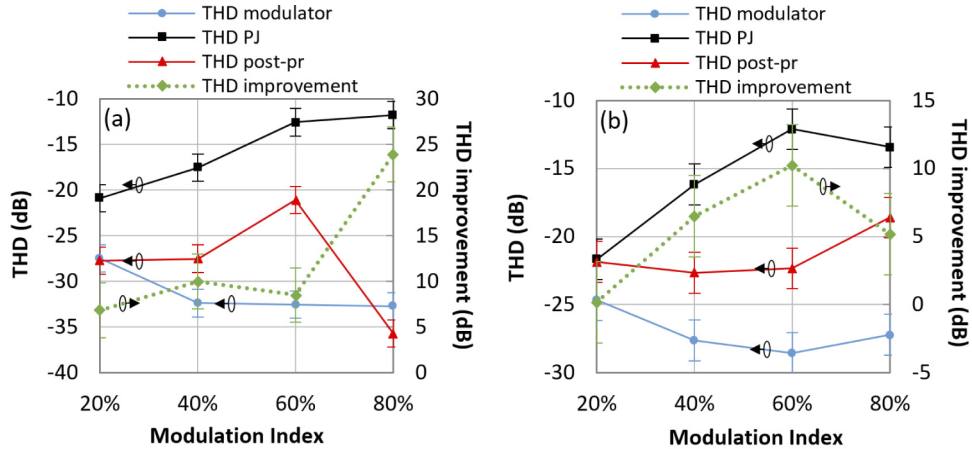 THD modulator
THD PJ
THD post-pr
THD improvement
(a)
THD (dB)
-10
-15
-20
-25
-30
-35
-40
30
25
20
15
10
5
0
THD improvement
(dB)
20% 40% 60% 80%
Modulation Index
THD modulator
THD PJ
THD post-pr
THD improvement
(b)
THD (dB)
-10
-15
-20
-25
-30
15
10
5
0
-5
THD improvement
(dB)
20% 40% 60% 80%
Modulation Index